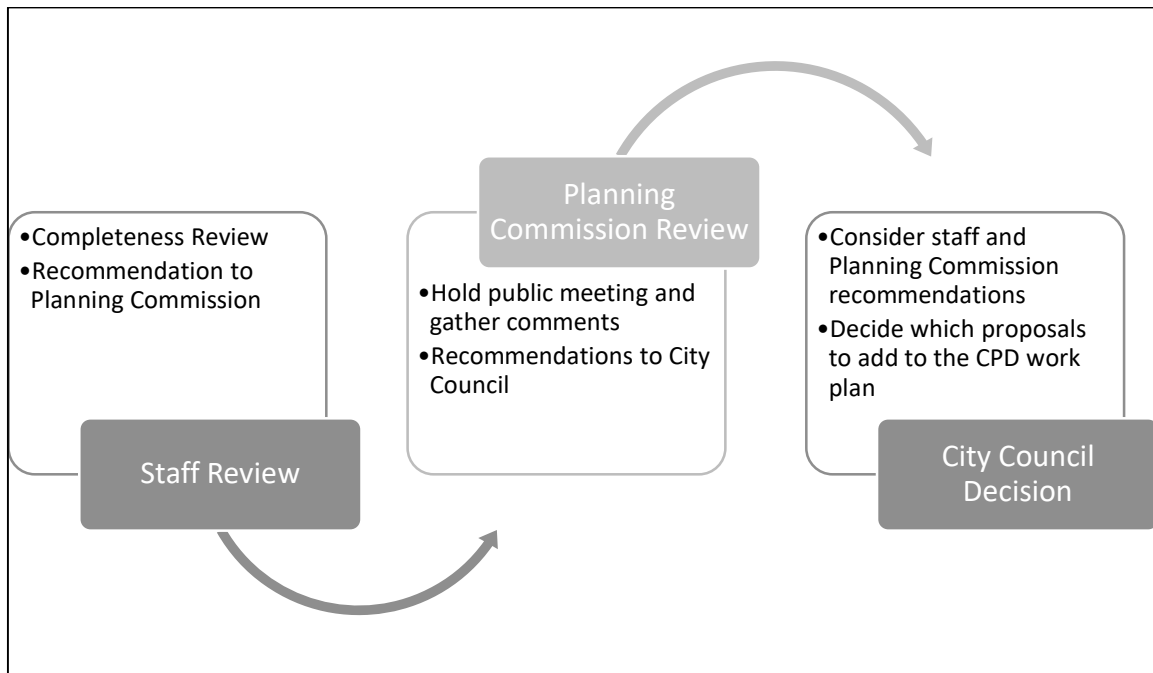 •Completeness Review
•Recommendation to
Planning Commission
Staff Review
Planning
Commission Review
•Hold public meeting and
gather comments
•Recommendations to City
Council
•Consider staff and
Planning Commission
recommendations
•Decide which proposals
to add to the CPD work
plan
City Council
Decision